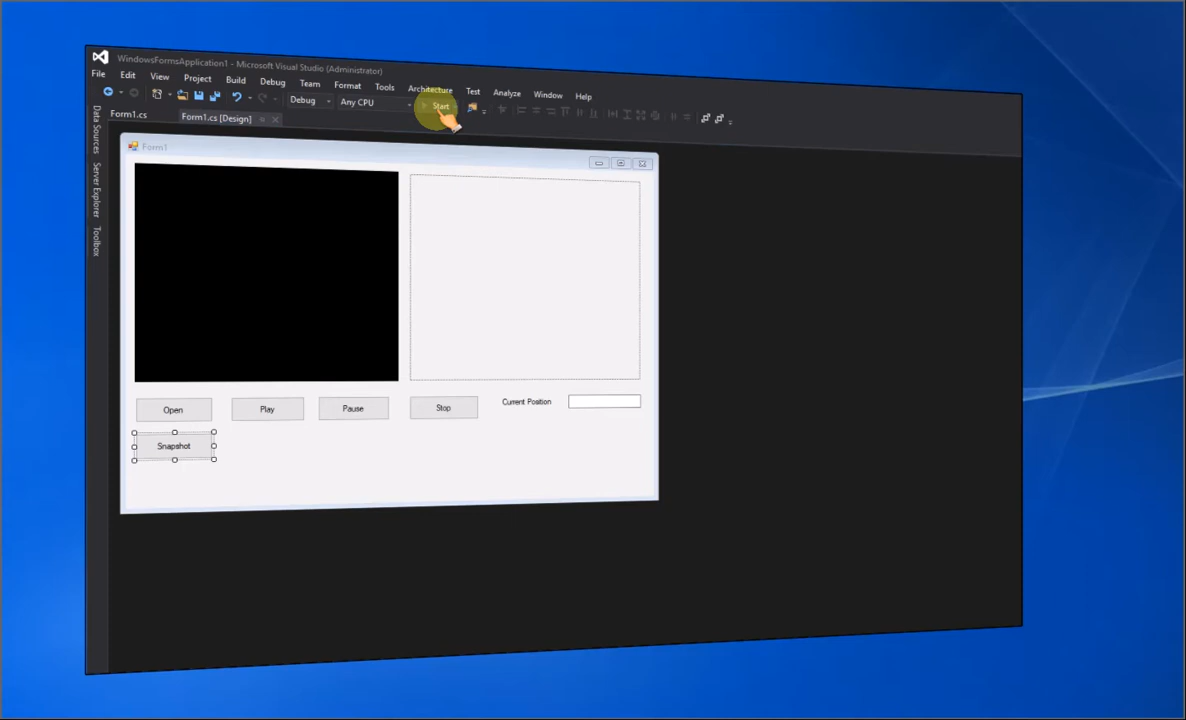 WindowsFormsApplication1 - Microsoft Visual Studio (Administrator)
File Edit View Project Build Debug Team Format Tools Architecture Test Analyze Window Help
Debug Any CPU Start
Form1.cs Form1.cs [Design]
Data Sources
Server Explorer
Toolbox
Form1
Open Play Pause Stop Current Position
Snapshot